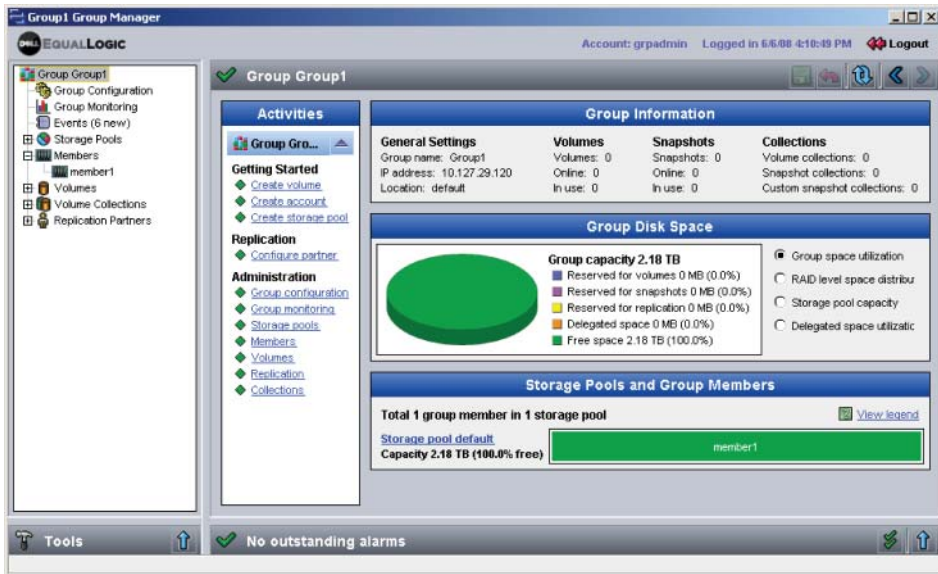 Group1 Group Manager
DELL EQUALLOGIC
Account: grpadmin Logged in 6/6/08 4:10:49 PM Logout
Group Group1
Group Configuration
Group Monitoring
Events (6 new)
Storage Pools
Members
member1
Volumes
Volume Collections
Replication Partners
Group Group1
Activities
Group Gro...
Getting Started
Create volume
Create account
Create storage pool
Replication
Configure partner
Administration
Group configuration
Group monitoring
Storage pools
Members
Volumes
Replication
Collections
Group Information
General Settings
Group name: Group1
IP address: 10.127.29.120
Location: default
Volumes
Volumes: 0
Online: 0
In use: 0
Snapshots
Snapshots: 0
Online: 0
In use: 0
Collections
Volume collections: 0
Snapshot collections: 0
Custom snapshot collections: 0
Group Disk Space
Group capacity 2.18 TB
Reserved for volumes 0 MB (0.0%)
Reserved for snapshots 0 MB (0.0%)
Reserved for replication 0 MB (0.0%)
Delegated space 0 MB (0.0%)
Free space 2.18 TB (100.0%)
Group space utilization
RAID level space distribu
Storage pool capacity
Delegated space utilizatic
Storage Pools and Group Members
Total 1 group member in 1 storage pool
View legend
Storage pool default
Capacity 2.18 TB (100.0% free)
member1
Tools
No outstanding alarms